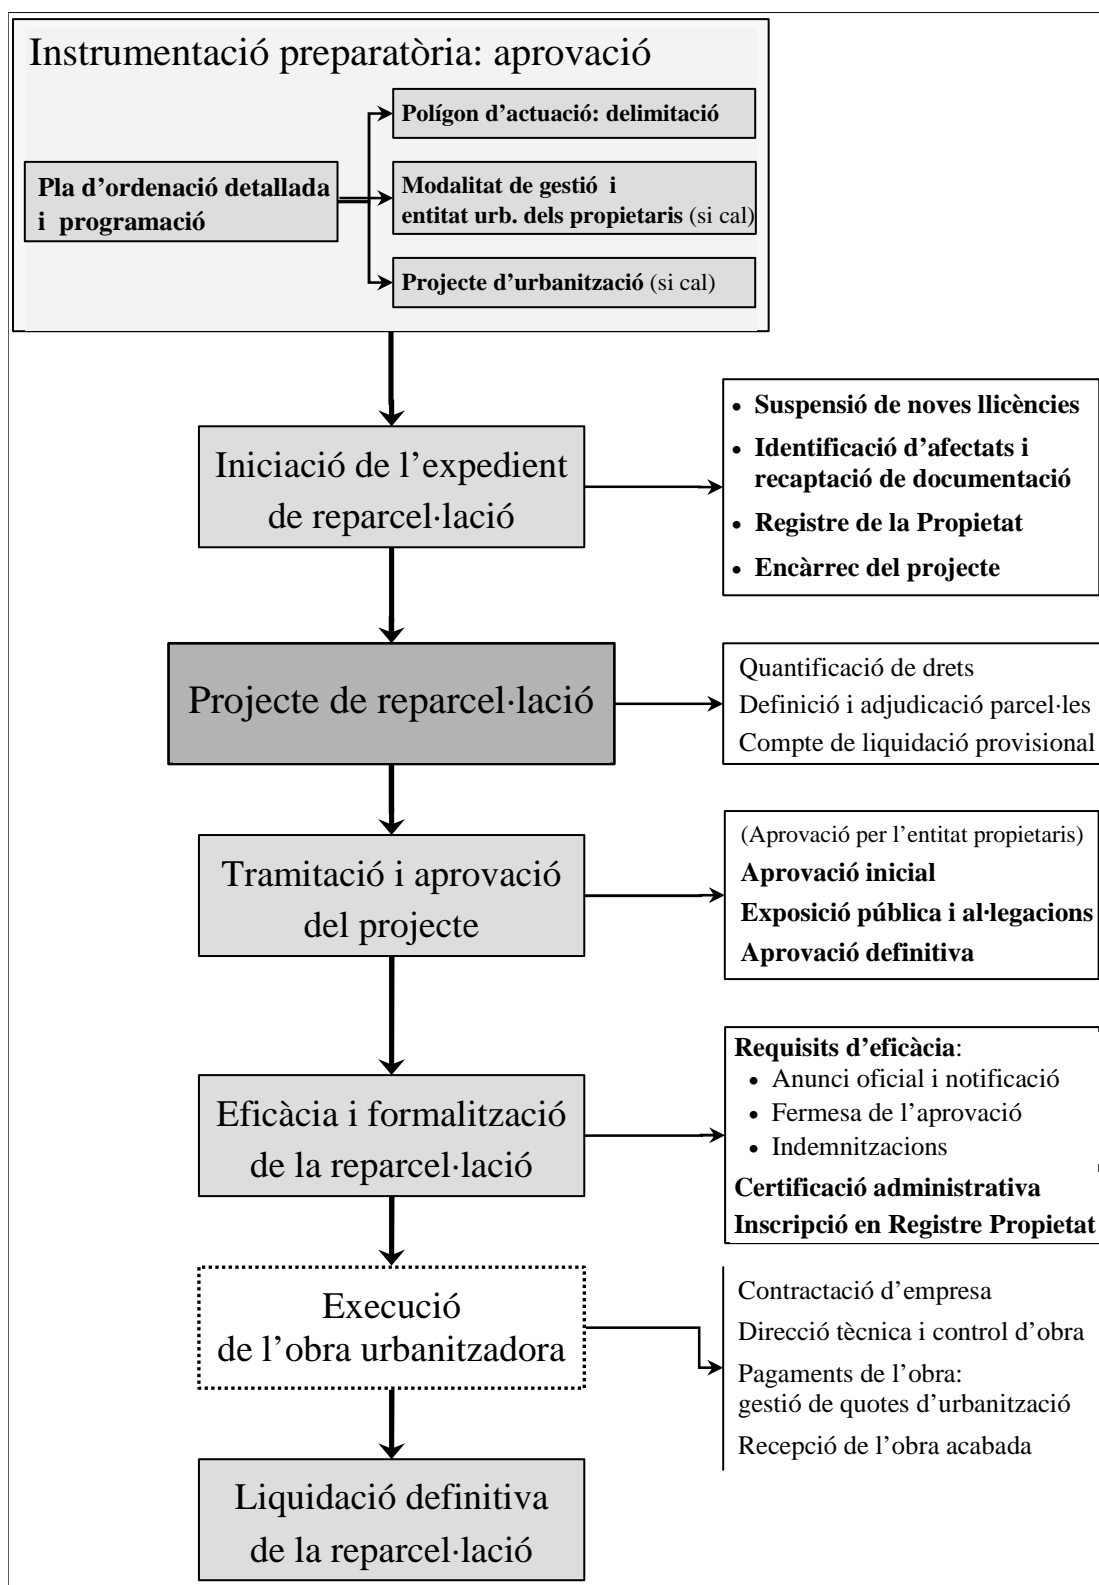 Instrumentació preparatòria: aprovació
Pla d’ordenació detallada
i programació
Polígon d’actuació: delimitació
Modalitat de gestió i
entitat urb. dels propietaris (si cal)
Projecte d’urbanització (si cal)
Iniciació de l’expedient
de reparcel·lació
• Suspensió de noves llicències
• Identificació d’afectats i
recaptació de documentació
• Registre de la Propietat
• Encàrrec del projecte
Projecte de reparcel·lació
Quantificació de drets
Definició i adjudicació parcel·les
Compte de liquidació provisional
Tramitació i aprovació
del projecte
(Aprovació per l’entitat propietaris)
Aprovació inicial
Exposició pública i al·legacions
Aprovació definitiva
Eficàcia i formalització
de la reparcel·lació
Requisits d’eficàcia:
• Anunci oficial i notificació
• Fermesa de l’aprovació
• Indemnitzacions
Certificació administrativa
Inscripció en Registre Propietat
Execució
de l’obra urbanitzadora
Contractació d’empresa
Direcció tècnica i control d’obra
Pagaments de l’obra:
gestió de quotes d’urbanització
Recepció de l’obra acabada
Liquidació definitiva
de la reparcel·lació